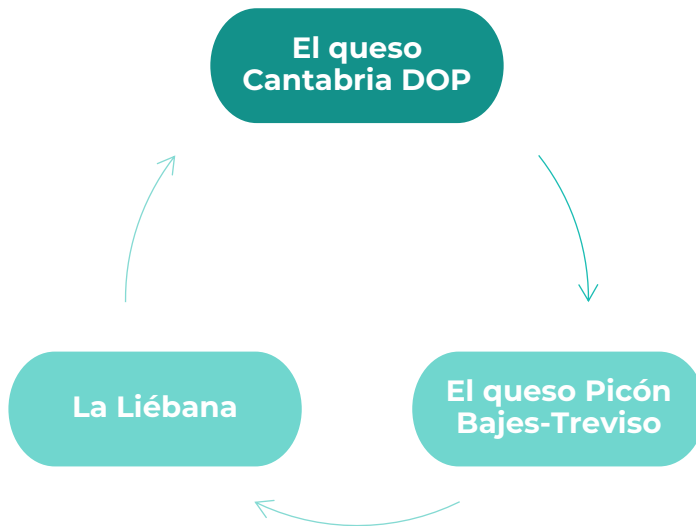 El queso
Cantabria DOP
El queso Picón
Bajes-Treviso
La Liébana